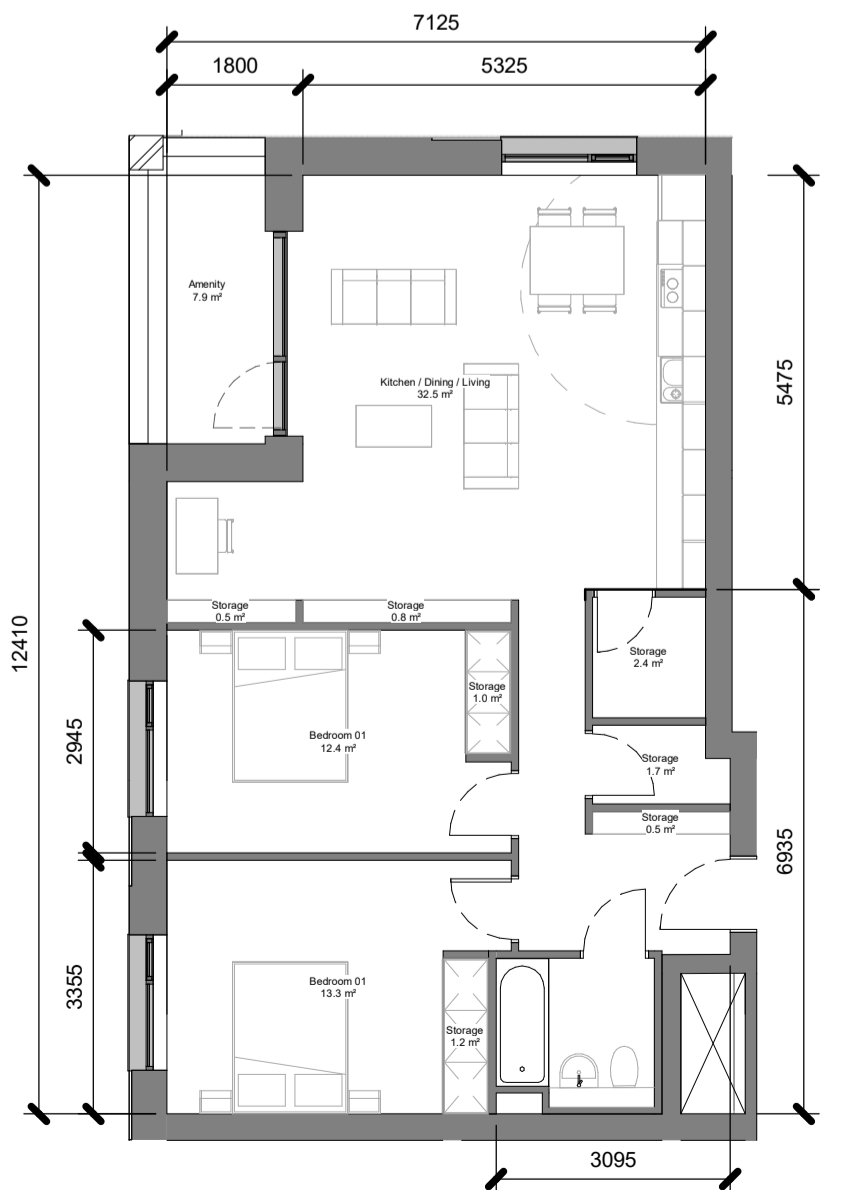 7125
1800
5325
Amenity
7.9 m²
Kitchen / Dining / Living
32.5 m²
5475
12410
Storage
0.5 m²
Storage
0.8 m²
Storage
2.4 m²
Storage
1.0 m²
2945
Bedroom 01
12.4 m²
Storage
1.7 m²
Storage
0.5 m²
6935
3355
Bedroom 01
13.3 m²
Storage
1.2 m²
3095